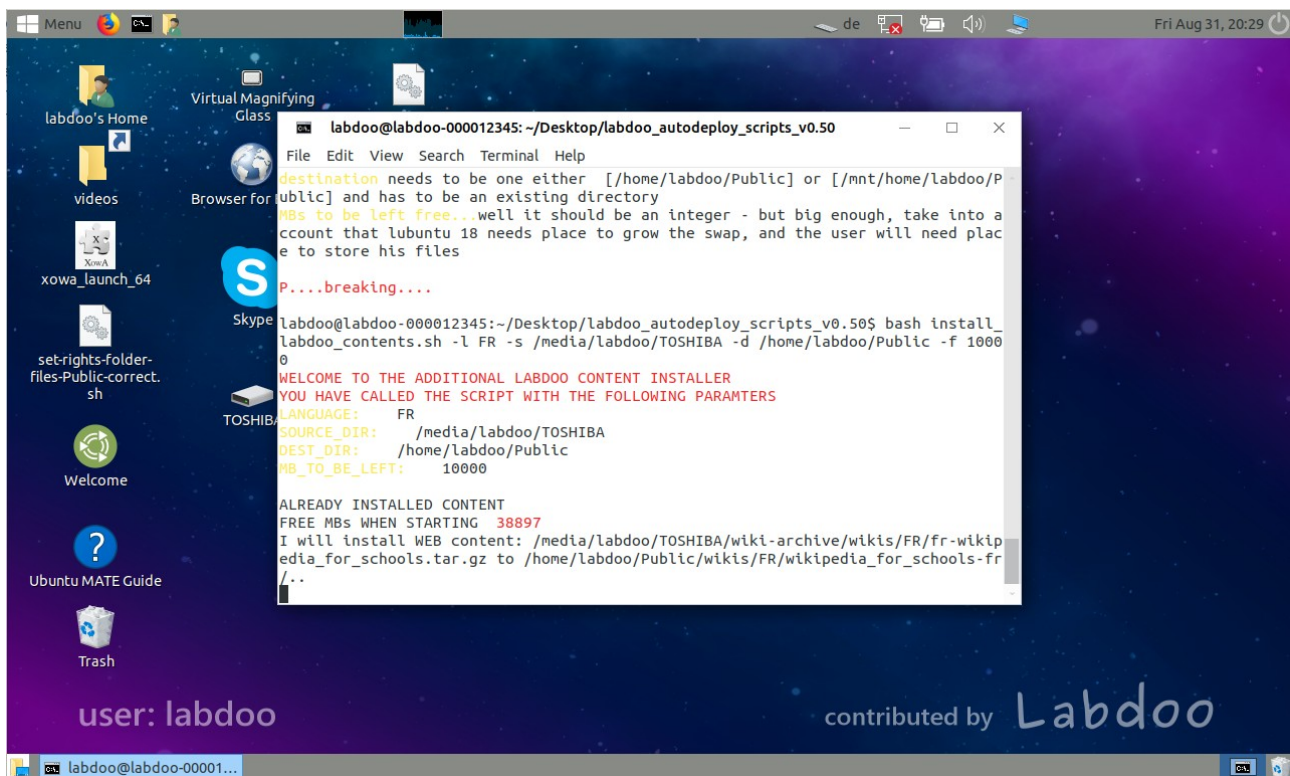 Menu
de
Fri Aug 31, 20:29
labdoo's Home
Virtual Magnifying
Glass
videos
Browser for
xowa_launch_64
XowA
Skype
set-rights-folder-
files-Public-correct.
sh
TOSHIBA
Welcome
Ubuntu MATE Guide
Trash
labdoo@labdoo-000012345: ~/Desktop/labdoo_autodeploy_scripts_v0.50
File Edit View Search Terminal Help
destination needs to be one either  [/home/labdoo/Public] or [/mnt/home/labdoo/P
ublic] and has to be an existing directory
MBs to be left free...well it should be an integer - but big enough, take into a
ccount that lubuntu 18 needs place to grow the swap, and the user will need plac
e to store his files
P....breaking....
labdoo@labdoo-000012345:~/Desktop/labdoo_autodeploy_scripts_v0.50$ bash install_
labdoo_contents.sh -l FR -s /media/labdoo/TOSHIBA -d /home/labdoo/Public -f 1000
0
WELCOME TO THE ADDITIONAL LABDOO CONTENT INSTALLER
YOU HAVE CALLED THE SCRIPT WITH THE FOLLOWING PARAMTERS
LANGUAGE:    FR
SOURCE_DIR:    /media/labdoo/TOSHIBA
DEST_DIR:    /home/labdoo/Public
MB_TO_BE_LEFT:    10000
ALREADY INSTALLED CONTENT
FREE MBs WHEN STARTING  38897
I will install WEB content: /media/labdoo/TOSHIBA/wiki-archive/wikis/FR/fr-wikip
edia_for_schools.tar.gz to /home/labdoo/Public/wikis/FR/wikipedia_for_schools-fr
/..
user: labdoo
contributed by Labdoo
labdoo@labdoo-00001...